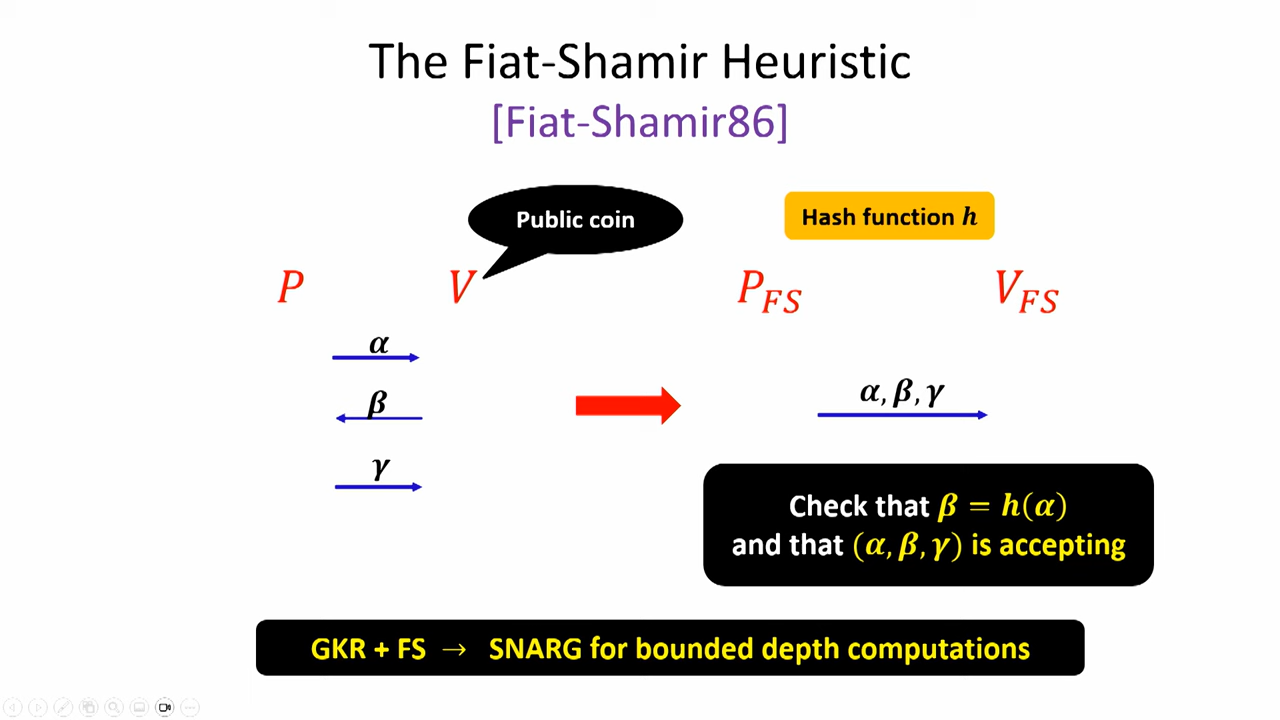 The Fiat-Shamir Heuristic
[Fiat-Shamir86]
Public coin
Hash function h
P
V
P_FS
V_FS
α
β
γ
α, β, γ
Check that β = h(α)
and that (α, β, γ) is accepting
GKR + FS → SNARG for bounded depth computations